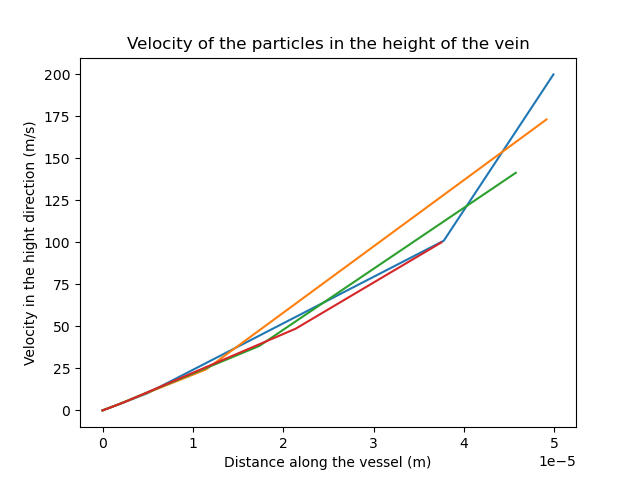 Velocity of the particles in the height of the vein
Velocity in the hight direction (m/s)
200
175
150
125
100
75
50
25
0
0 1 2 3 4 5
1e−5
Distance along the vessel (m)